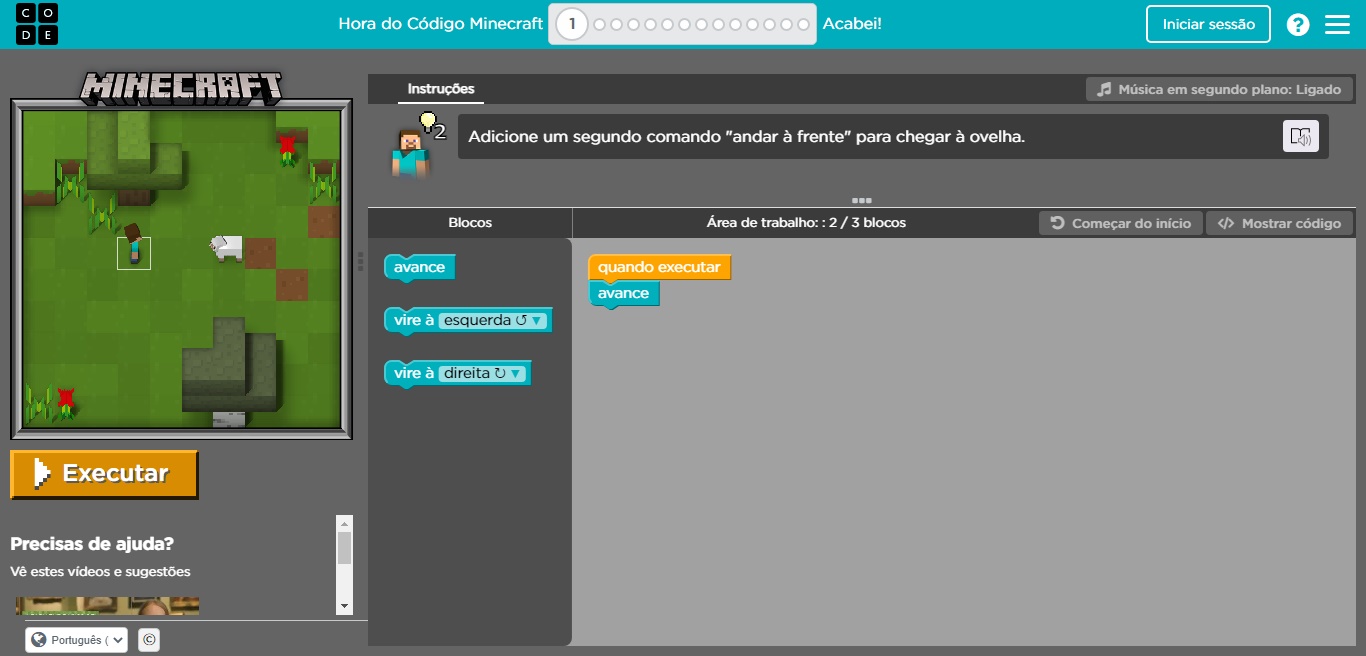 CODE
Hora do Código Minecraft 1 Acabei!
Iniciar sessão
?
MINECRAFT
Instruções
Música em segundo plano: Ligado
2
Adicione um segundo comando "andar à frente" para chegar à ovelha.
Blocos
Área de trabalho: : 2 / 3 blocos
Começar do início
</> Mostrar código
avance
vire à esquerda ↺ ▼
vire à direita ↻ ▼
quando executar
avance
Executar
Precisas de ajuda?
Vê estes vídeos e sugestões
Português (
©